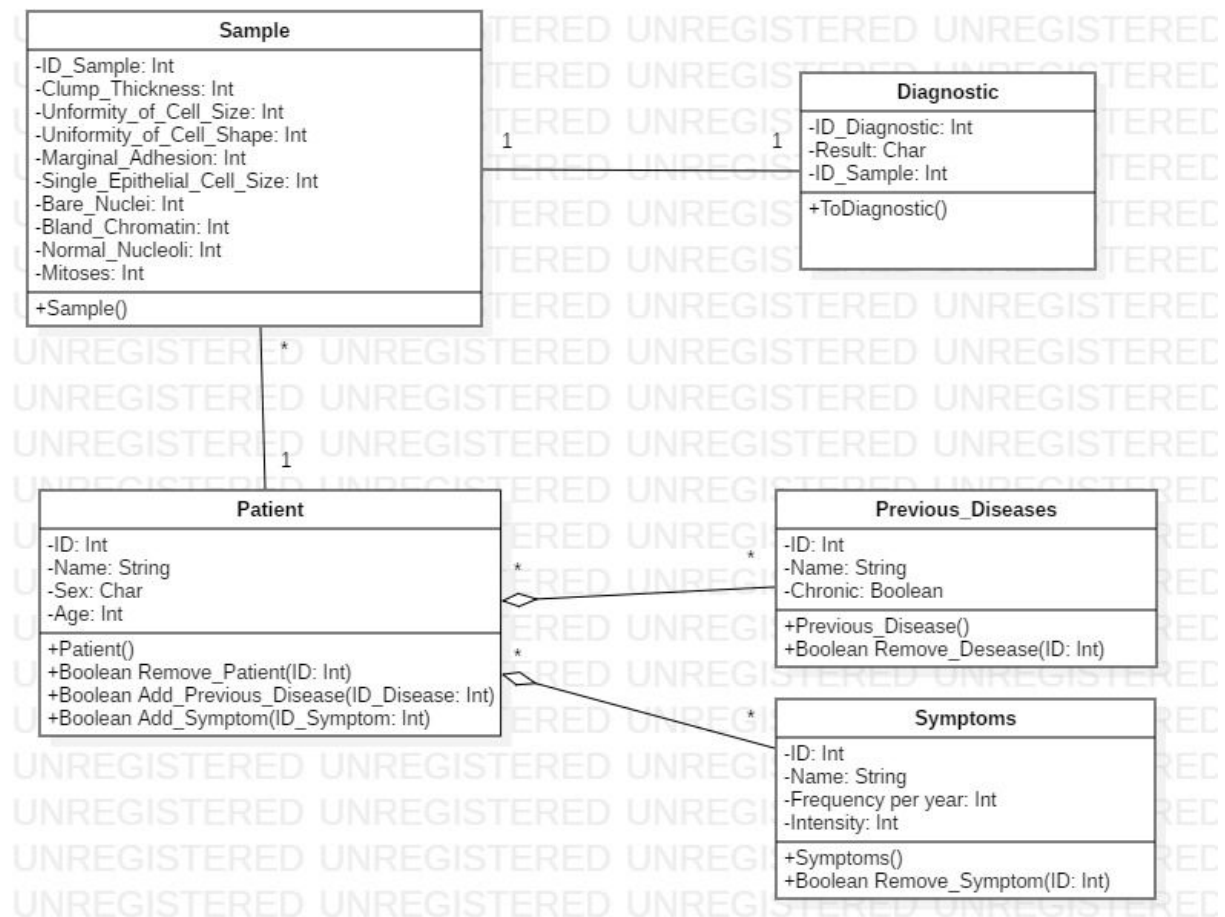 Sample
-ID_Sample: Int
-Clump_Thickness: Int
-Unformity_of_Cell_Size: Int
-Uniformity_of_Cell_Shape: Int
-Marginal_Adhesion: Int
-Single_Epithelial_Cell_Size: Int
-Bare_Nuclei: Int
-Bland_Chromatin: Int
-Normal_Nucleoli: Int
-Mitoses: Int
+Sample()
1
1
Diagnostic
-ID_Diagnostic: Int
-Result: Char
-ID_Sample: Int
+ToDiagnostic()
*
1
Patient
-ID: Int
-Name: String
-Sex: Char
-Age: Int
+Patient()
+Boolean Remove_Patient(ID: Int)
+Boolean Add_Previous_Disease(ID_Disease: Int)
+Boolean Add_Symptom(ID_Symptom: Int)
*
*
Previous_Diseases
-ID: Int
-Name: String
-Chronic: Boolean
+Previous_Disease()
+Boolean Remove_Desease(ID: Int)
*
*
Symptoms
-ID: Int
-Name: String
-Frequency per year: Int
-Intensity: Int
+Symptoms()
+Boolean Remove_Symptom(ID: Int)
UNREGISTERED UNREGISTERED UNREGISTERED UNREGISTERED